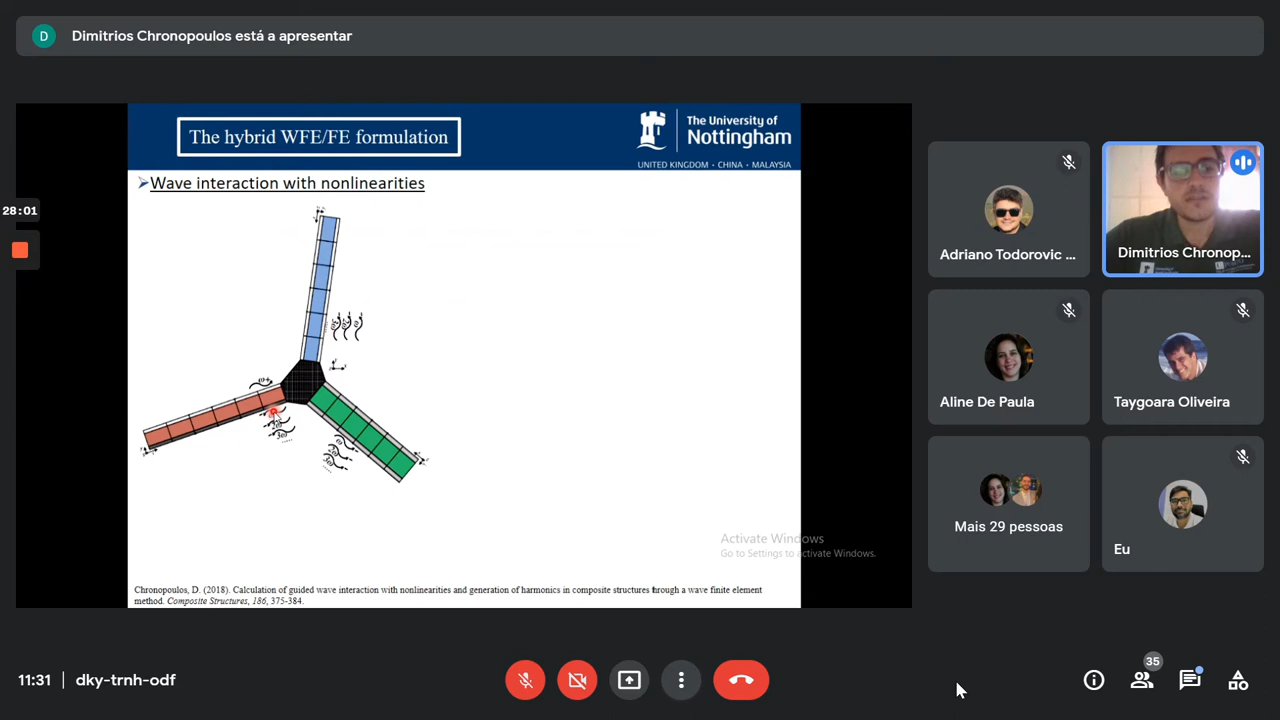 D
Dimitrios Chronopoulos está a apresentar
The hybrid WFE/FE formulation
The University of
Nottingham
UNITED KINGDOM • CHINA • MALAYSIA
Wave interaction with nonlinearities
28:01
Adriano Todorovic ...
Dimitrios Chronop...
Aline De Paula
Taygoara Oliveira
Mais 29 pessoas
Eu
Activate Windows
Go to Settings to activate Windows.
Chronopoulos, D. (2018). Calculation of guided wave interaction with nonlinearities and generation of harmonics in composite structures through a wave finite element
method. Composite Structures, 186, 375-384.
11:31
dky-trnh-odf
35